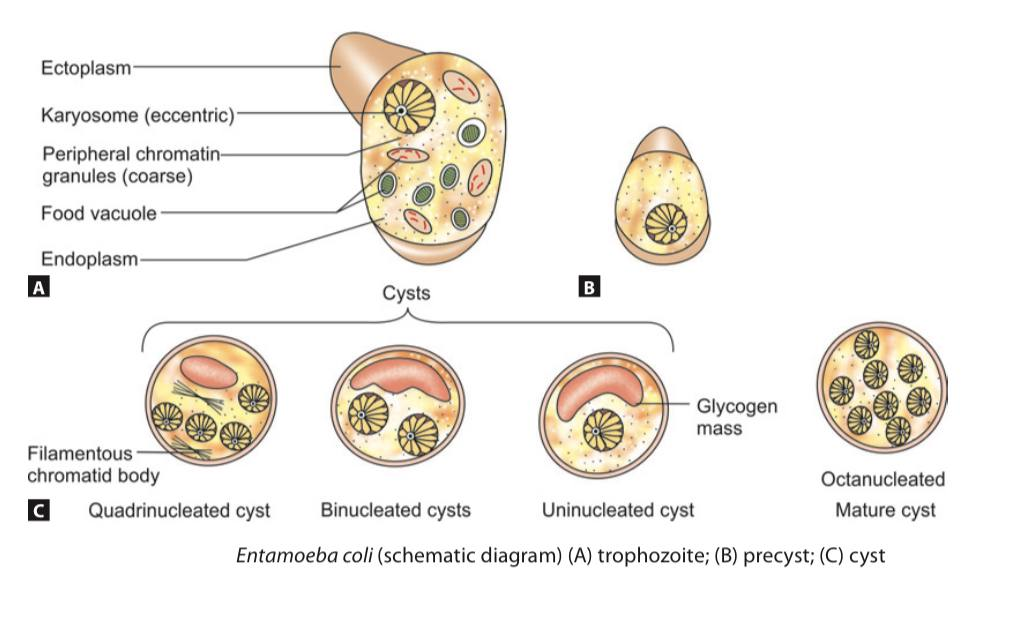 Ectoplasm
Karyosome (eccentric)
Peripheral chromatin
granules (coarse)
Food vacuole
Endoplasm
A
B
Cysts
Glycogen
mass
Filamentous
chromatid body
Octanucleated
C
Quadrinucleated cyst
Binucleated cysts
Uninucleated cyst
Mature cyst
Entamoeba coli (schematic diagram) (A) trophozoite; (B) precyst; (C) cyst